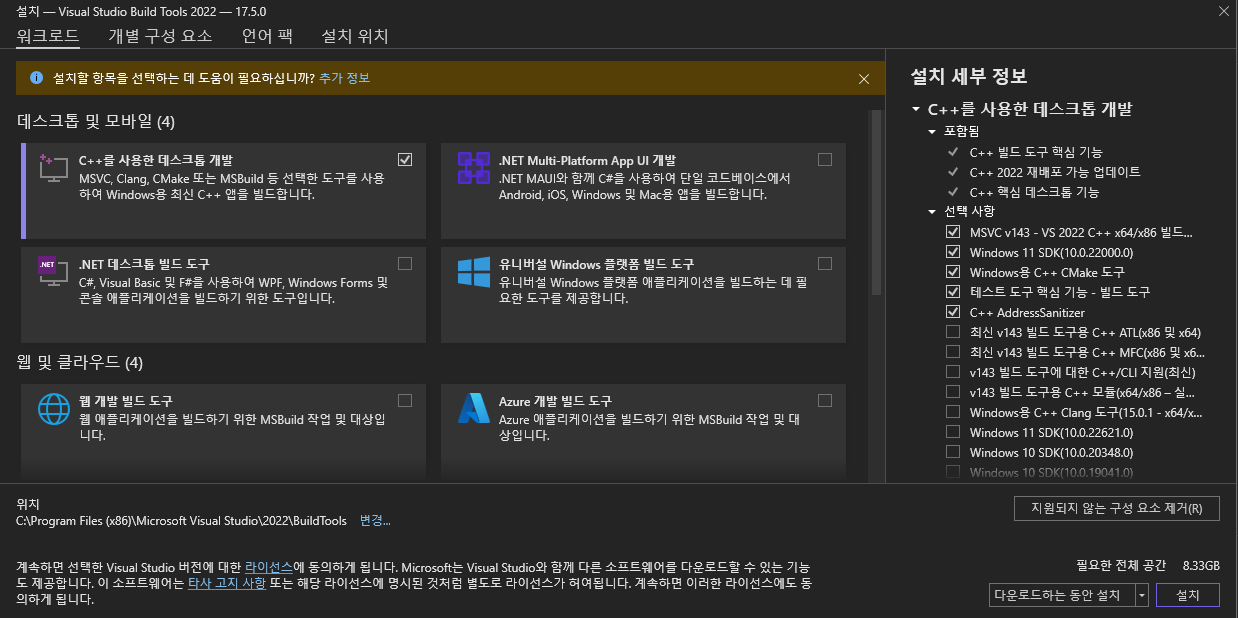 설치 — Visual Studio Build Tools 2022 — 17.5.0
워크로드 개별 구성 요소 언어 팩 설치 위치
설치할 항목을 선택하는 데 도움이 필요하십니까? 추가 정보
데스크톱 및 모바일 (4)
C++를 사용한 데스크톱 개발
MSVC, Clang, CMake 또는 MSBuild 등 선택한 도구를 사용
하여 Windows용 최신 C++ 앱을 빌드합니다.
.NET Multi-Platform App UI 개발
.NET MAUI와 함께 C#을 사용하여 단일 코드베이스에서
Android, iOS, Windows 및 Mac용 앱을 빌드합니다.
.NET
.NET 데스크톱 빌드 도구
C#, Visual Basic 및 F#을 사용하여 WPF, Windows Forms 및
콘솔 애플리케이션을 빌드하기 위한 도구입니다.
유니버설 Windows 플랫폼 빌드 도구
유니버설 Windows 플랫폼 애플리케이션을 빌드하는 데 필
요한 도구를 제공합니다.
웹 및 클라우드 (4)
웹 개발 빌드 도구
웹 애플리케이션을 빌드하기 위한 MSBuild 작업 및 대상입
니다.
Azure 개발 빌드 도구
Azure 애플리케이션을 빌드하기 위한 MSBuild 작업 및 대
상입니다.
설치 세부 정보
C++를 사용한 데스크톱 개발
포함됨
C++ 빌드 도구 핵심 기능
C++ 2022 재배포 가능 업데이트
C++ 핵심 데스크톱 기능
선택 사항
MSVC v143 - VS 2022 C++ x64/x86 빌드...
Windows 11 SDK(10.0.22000.0)
Windows용 C++ CMake 도구
테스트 도구 핵심 기능 - 빌드 도구
C++ AddressSanitizer
최신 v143 빌드 도구용 C++ ATL(x86 및 x64)
최신 v143 빌드 도구용 C++ MFC(x86 및 x6...
v143 빌드 도구에 대한 C++/CLI 지원(최신)
v143 빌드 도구용 C++ 모듈(x64/x86 – 실...
Windows용 C++ Clang 도구(15.0.1 - x64/x...
Windows 11 SDK(10.0.22621.0)
Windows 10 SDK(10.0.20348.0)
Windows 10 SDK(10.0.19041.0)
위치
C:\Program Files (x86)\Microsoft Visual Studio\2022\BuildTools 변경...
지원되지 않는 구성 요소 제거(R)
계속하면 선택한 Visual Studio 버전에 대한 라이선스에 동의하게 됩니다. Microsoft는 Visual Studio와 함께 다른 소프트웨어를 다운로드할 수 있는 기능
도 제공합니다. 이 소프트웨어는 타사 고지 사항 또는 해당 라이선스에 명시된 것처럼 별도로 라이선스가 허여됩니다. 계속하면 이러한 라이선스에도 동
의하게 됩니다.
필요한 전체 공간 8.33GB
다운로드하는 동안 설치 설치